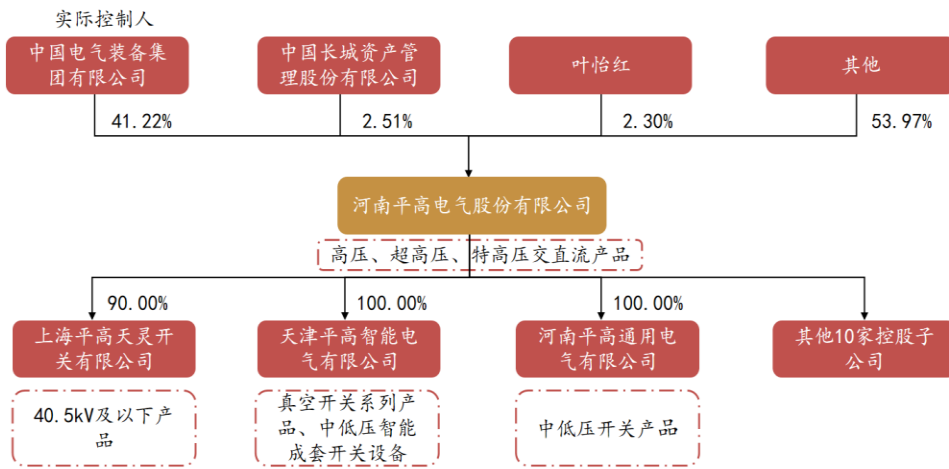 实际控制人
中国电气装备集
团有限公司
中国长城资产管
理股份有限公司
叶怡红
其他
41.22%
2.51%
2.30%
53.97%
河南平高电气股份有限公司
高压、超高压、特高压交直流产品
90.00%
100.00%
100.00%
上海平高天灵开
关有限公司
天津平高智能电
气有限公司
河南平高通用电
气有限公司
其他10家控股子
公司
40.5kV及以下产
品
真空开关系列产
品、中低压智能
成套开关设备
中低压开关产品